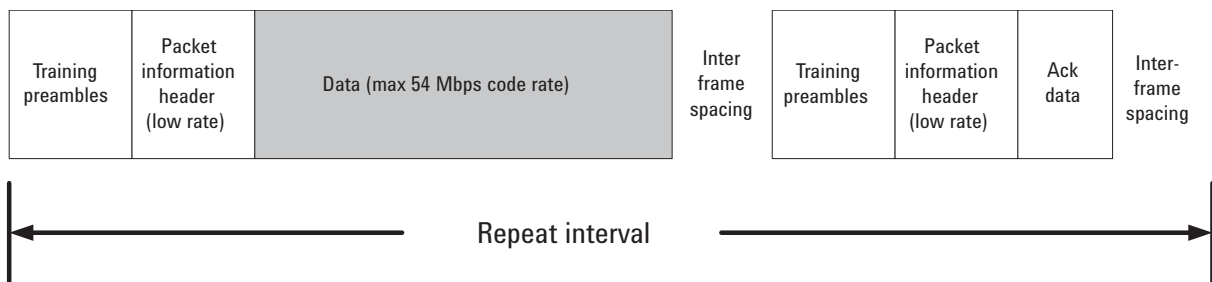 Training
preambles
Packet
information
header
(low rate)
Data (max 54 Mbps code rate)
Inter
frame
spacing
Training
preambles
Packet
information
header
(low rate)
Ack
data
Inter-
frame
spacing
Repeat interval